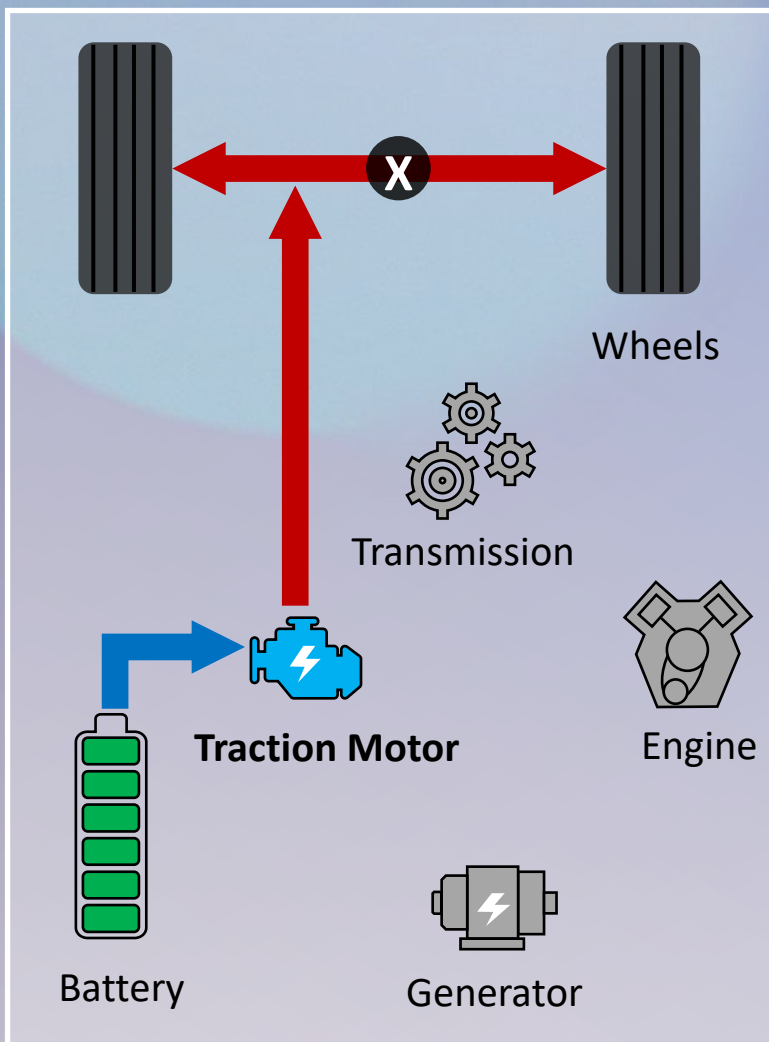 X
Wheels
Transmission
Engine
Traction Motor
Battery
Generator